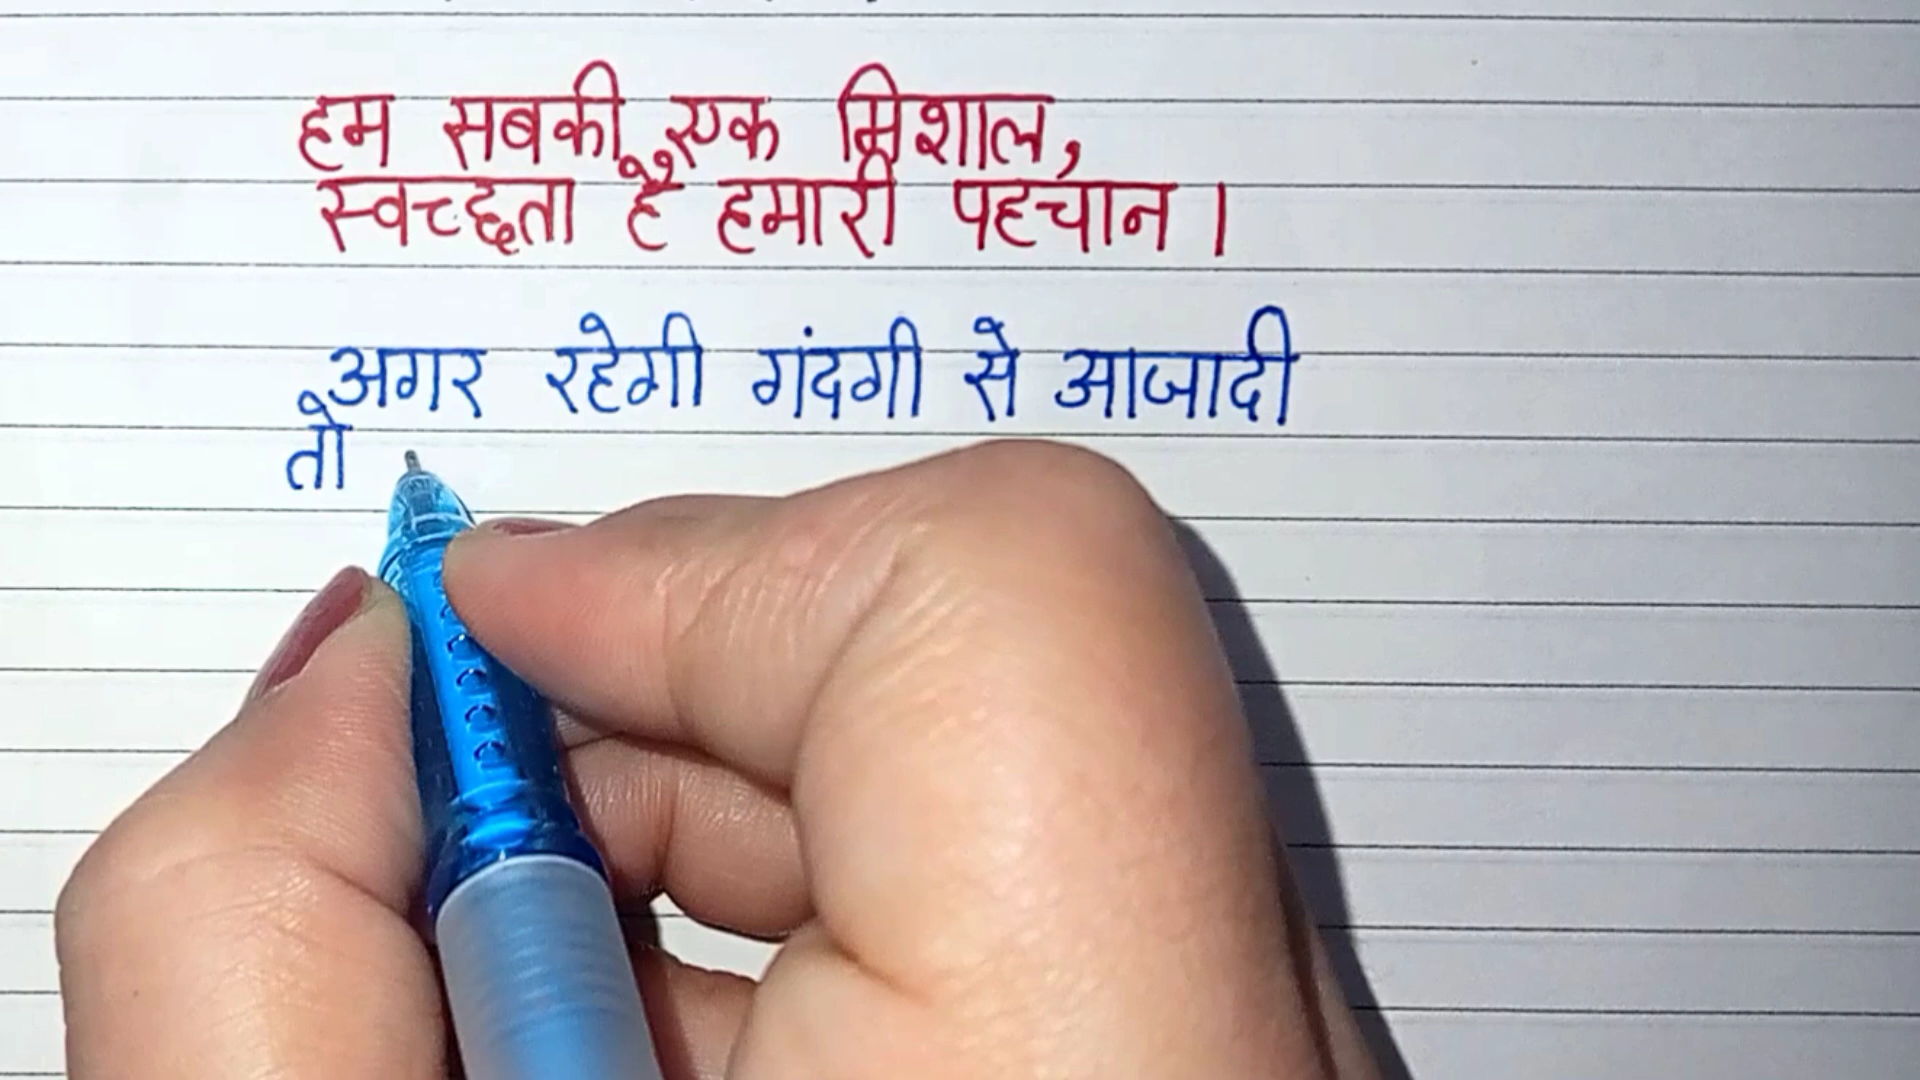 हम सबकी एक मिशाल,
स्वच्छता है हमारी पहचान।
अगर रहेगी गंदगी से आजादी
तो